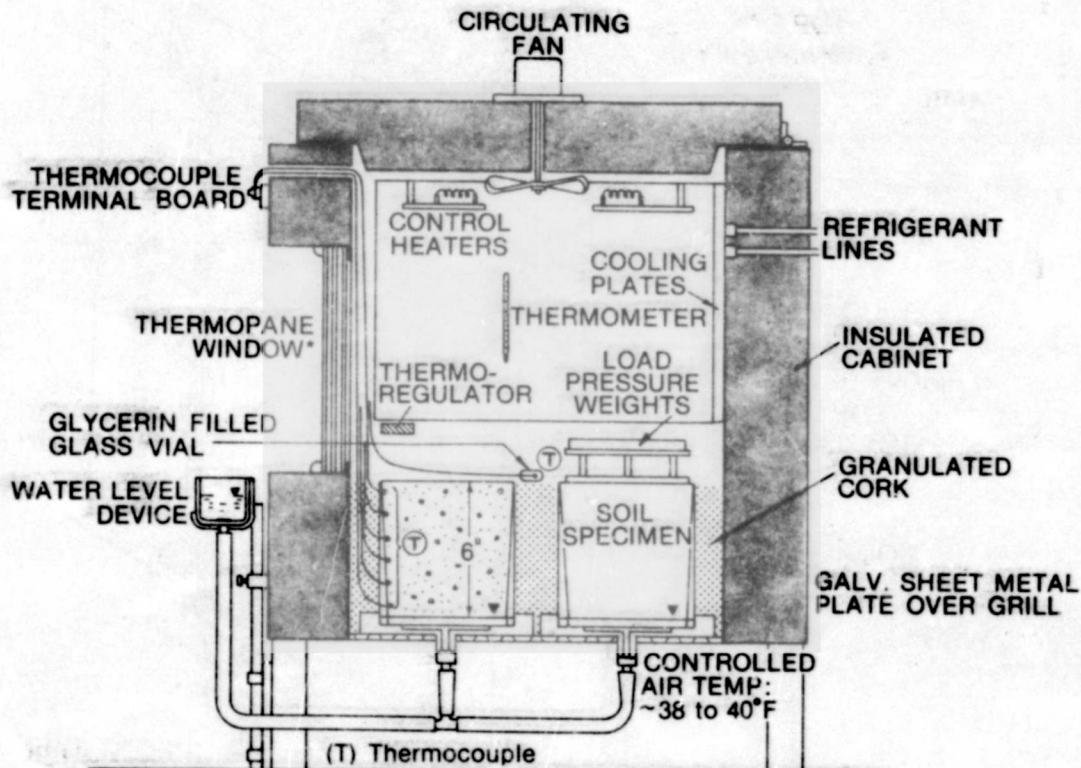 CIRCULATING
FAN
THERMOCOUPLE
TERMINAL BOARD
CONTROL
HEATERS
REFRIGERANT
LINES
COOLING
PLATES
THERMOMETER
THERMOPANE
WINDOW*
INSULATED
CABINET
THERMO-
REGULATOR
LOAD
PRESSURE
WEIGHTS
GLYCERIN FILLED
GLASS VIAL
T
GRANULATED
CORK
WATER LEVEL
DEVICE
T
6"
SOIL
SPECIMEN
GALV. SHEET METAL
PLATE OVER GRILL
CONTROLLED
AIR TEMP:
~38 to 40°F
(T) Thermocouple